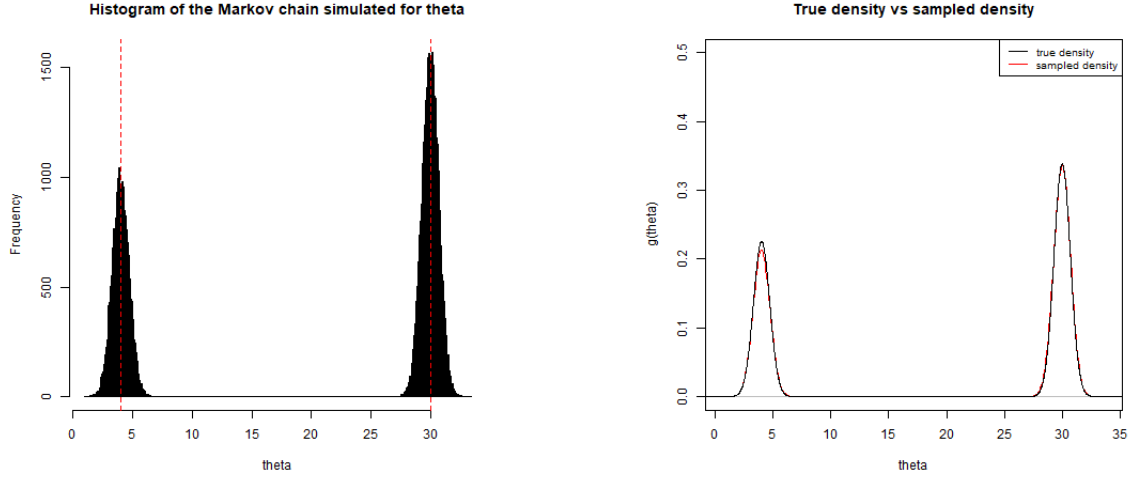 Histogram of the Markov chain simulated for theta
Frequency
1500
1000
500
0
0 5 10 15 20 25 30
theta
True density vs sampled density
true density
sampled density
g(theta)
0.5
0.4
0.3
0.2
0.1
0.0
0 5 10 15 20 25 30 35
theta